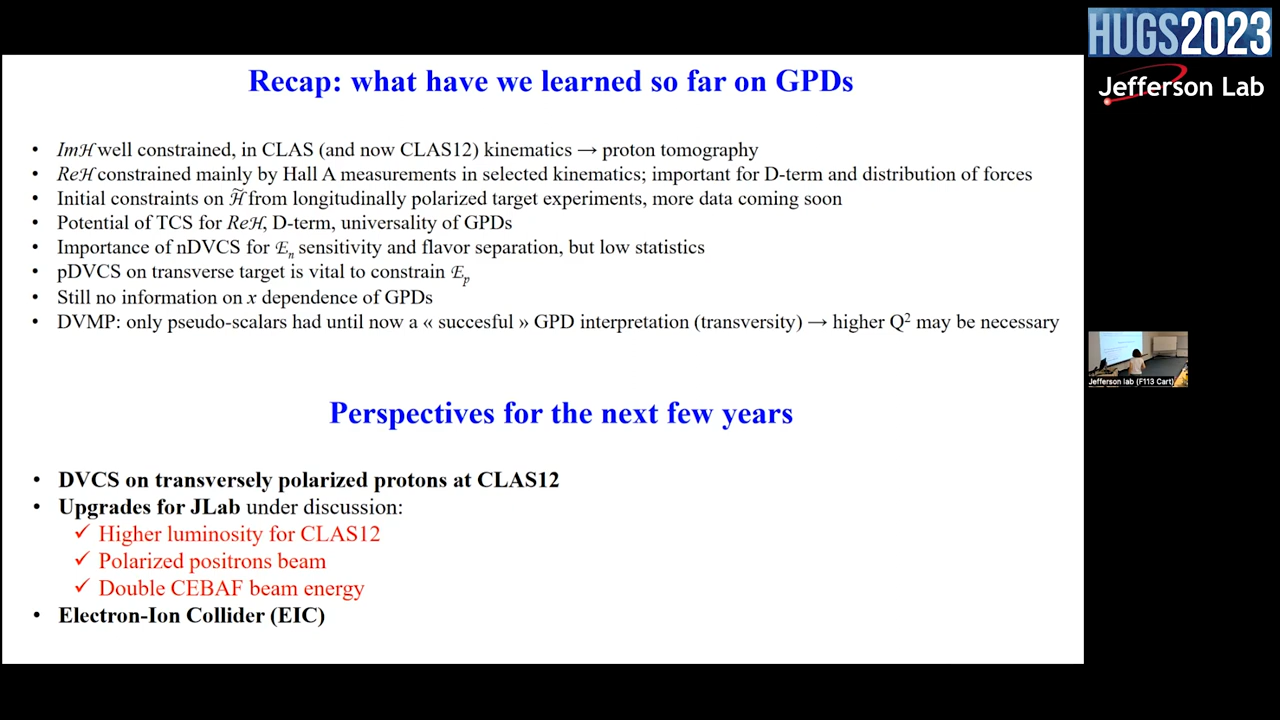 HUGS2023
Jefferson Lab
Recap: what have we learned so far on GPDs
• Imℋ well constrained, in CLAS (and now CLAS12) kinematics → proton tomography
• Reℋ constrained mainly by Hall A measurements in selected kinematics; important for D-term and distribution of forces
• Initial constraints on ℋ̃ from longitudinally polarized target experiments, more data coming soon
• Potential of TCS for Reℋ, D-term, universality of GPDs
• Importance of nDVCS for ℰₙ sensitivity and flavor separation, but low statistics
• pDVCS on transverse target is vital to constrain ℰₚ
• Still no information on x dependence of GPDs
• DVMP: only pseudo-scalars had until now a « succesful » GPD interpretation (transversity) → higher Q² may be necessary
Jefferson lab (F113 Cart)
Perspectives for the next few years
• DVCS on transversely polarized protons at CLAS12
• Upgrades for JLab under discussion:
✓ Higher luminosity for CLAS12
✓ Polarized positrons beam
✓ Double CEBAF beam energy
• Electron-Ion Collider (EIC)